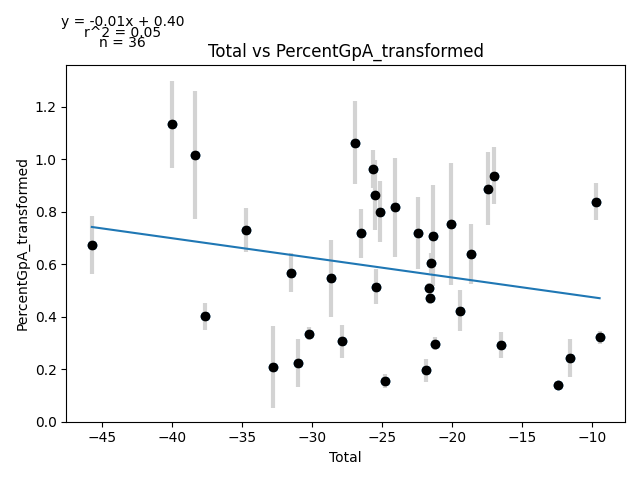 y = -0.01x + 0.40
r^2 = 0.05
n = 36
Total vs PercentGpA_transformed
PercentGpA_transformed
1.2
1.0
0.8
0.6
0.4
0.2
0.0
−45
−40
−35
−30
−25
−20
−15
−10
Total